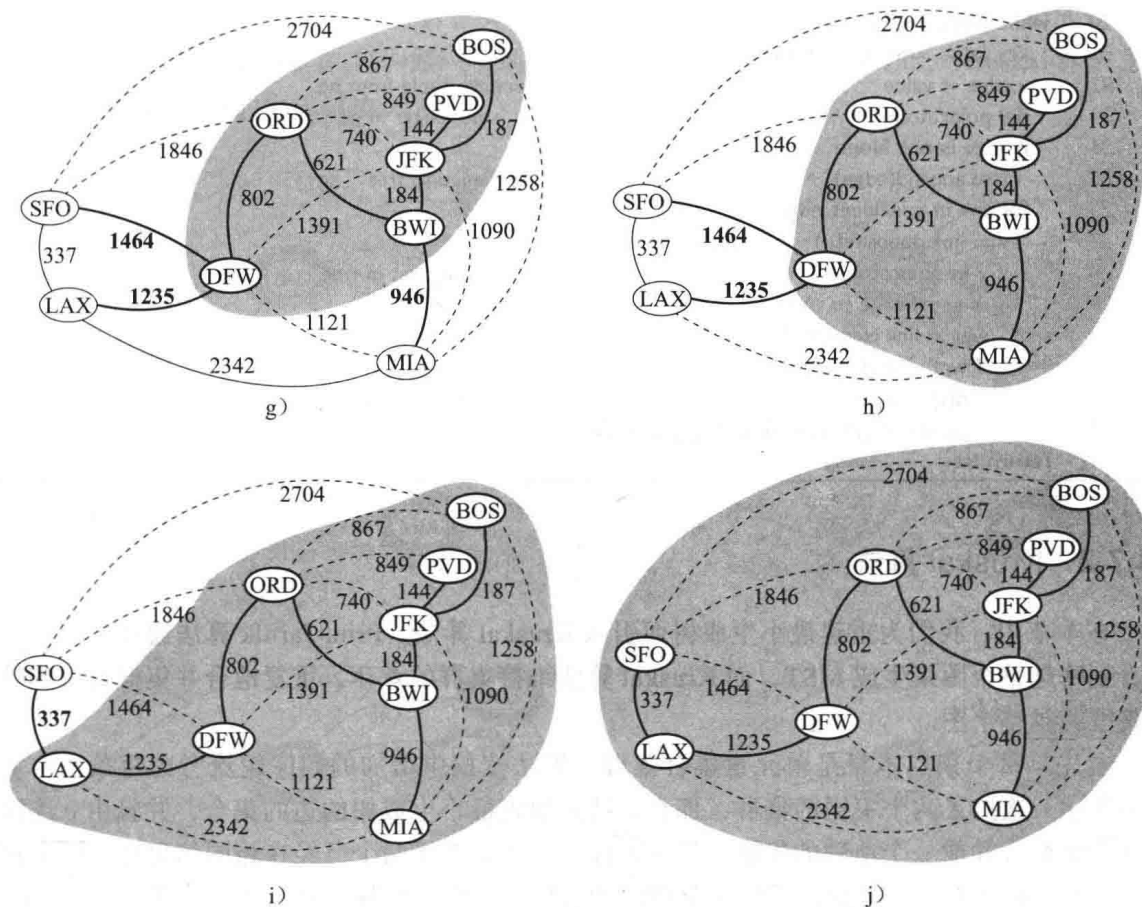 2704
BOS
867
PVD
849
ORD
144
187
740
JFK
1846
621
184
1258
SFO
802
1391
BWI
1090
1464
337
DFW
946
LAX
1235
1121
MIA
2342
g)
2704
BOS
867
PVD
849
ORD
144
187
740
JFK
1846
621
184
1258
SFO
802
1391
BWI
1090
1464
337
DFW
946
LAX
1235
1121
MIA
2342
h)
2704
BOS
867
PVD
849
ORD
144
187
740
JFK
1846
621
184
1258
SFO
802
1391
BWI
1090
1464
337
DFW
946
LAX
1235
1121
MIA
2342
i)
2704
BOS
867
PVD
849
ORD
144
187
740
JFK
1846
621
184
1258
SFO
802
1391
BWI
1090
1464
337
DFW
946
LAX
1235
1121
MIA
2342
j)